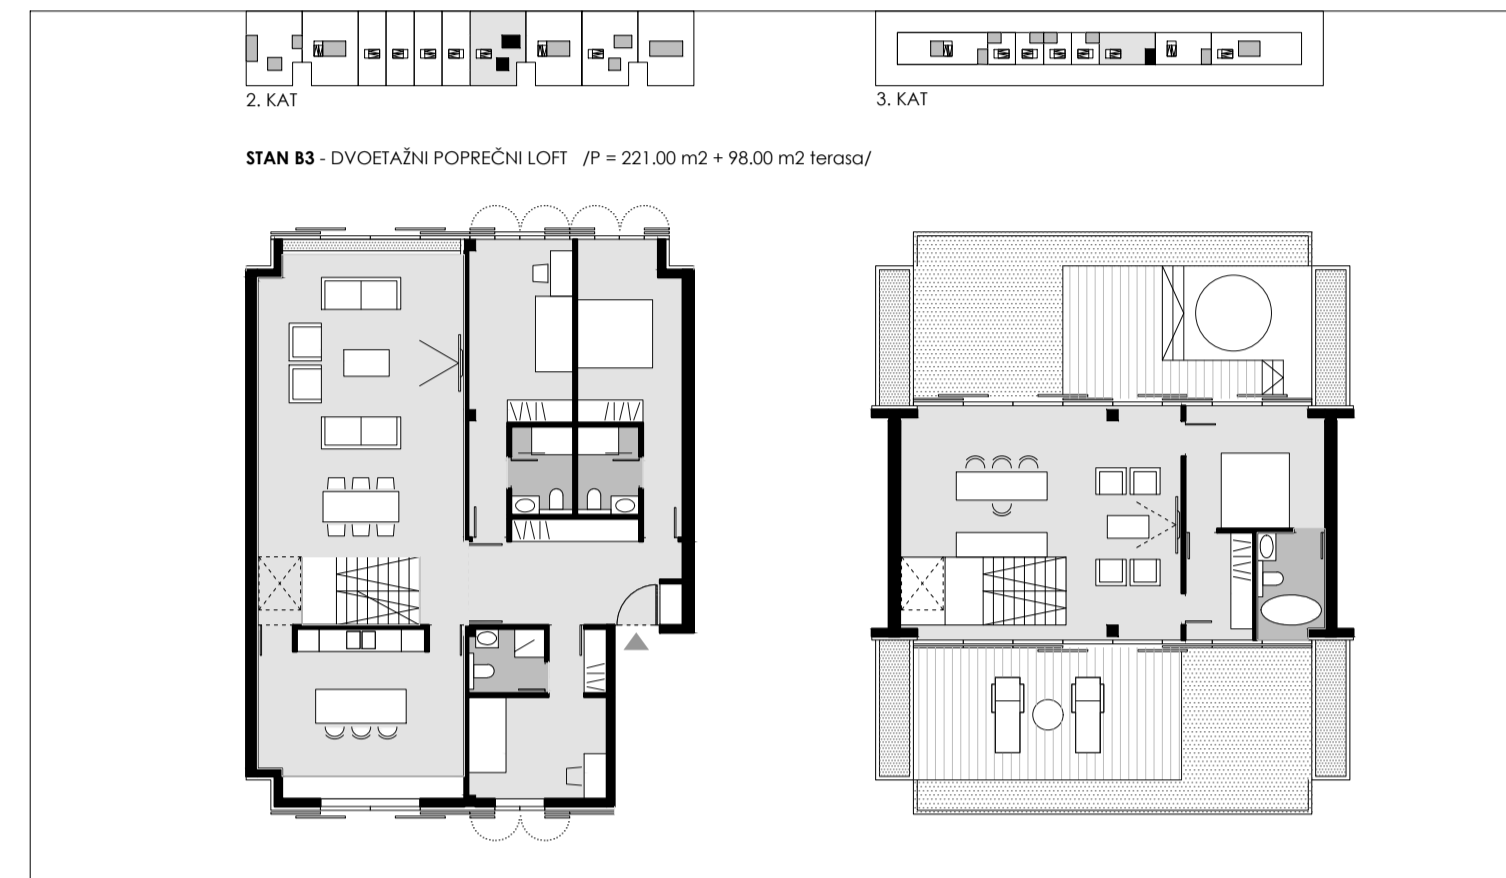 2. KAT
3. KAT
STAN B3 - DVOETAŽNI POPREČNI LOFT /P = 221.00 m2 + 98.00 m2 terasa/